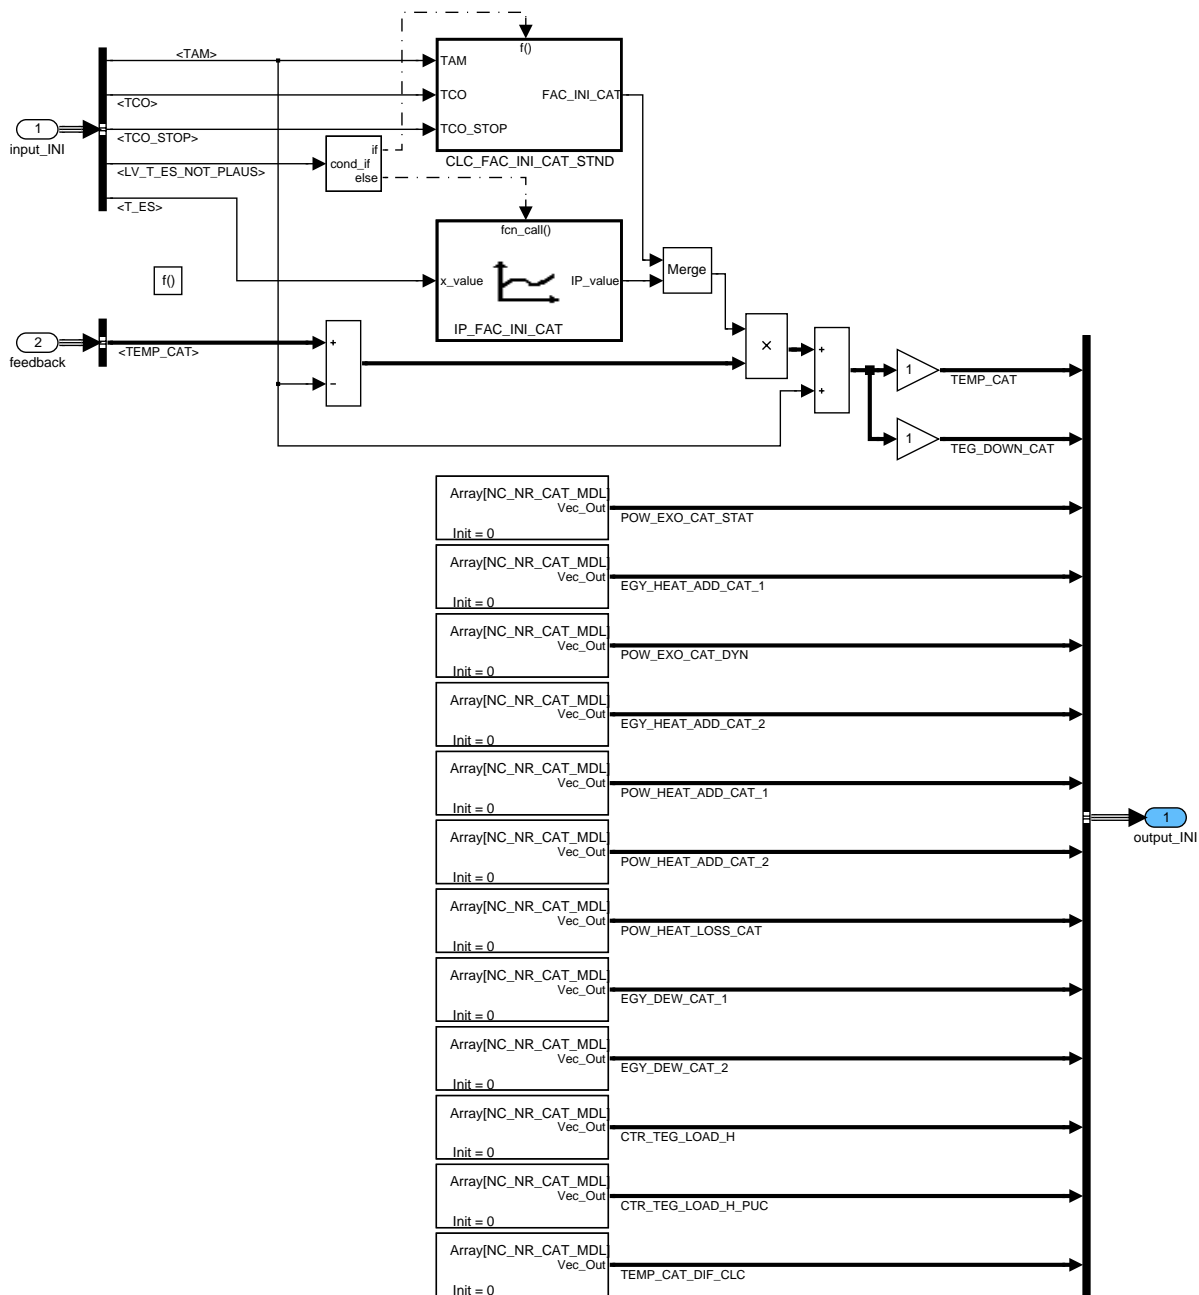 <TAM>
f()
TAM
TCO
FAC_INI_CAT
<TCO>
1
TCO_STOP
<TCO_STOP>
input_INI
if
cond_if
else
CLC_FAC_INI_CAT_STND
<LV_T_ES_NOT_PLAUS>
<T_ES>
fcn_call()
f()
x_value
IP_value
Merge
IP_FAC_INI_CAT
2
feedback
<TEMP_CAT>
+
−
×
+
+
1
TEMP_CAT
1
TEG_DOWN_CAT
Array[NC_NR_CAT_MDL]
Vec_Out
POW_EXO_CAT_STAT
Init = 0
Array[NC_NR_CAT_MDL]
Vec_Out
EGY_HEAT_ADD_CAT_1
Init = 0
Array[NC_NR_CAT_MDL]
Vec_Out
POW_EXO_CAT_DYN
Init = 0
Array[NC_NR_CAT_MDL]
Vec_Out
EGY_HEAT_ADD_CAT_2
Init = 0
Array[NC_NR_CAT_MDL]
Vec_Out
POW_HEAT_ADD_CAT_1
Init = 0
1
output_INI
Array[NC_NR_CAT_MDL]
Vec_Out
POW_HEAT_ADD_CAT_2
Init = 0
Array[NC_NR_CAT_MDL]
Vec_Out
POW_HEAT_LOSS_CAT
Init = 0
Array[NC_NR_CAT_MDL]
Vec_Out
EGY_DEW_CAT_1
Init = 0
Array[NC_NR_CAT_MDL]
Vec_Out
EGY_DEW_CAT_2
Init = 0
Array[NC_NR_CAT_MDL]
Vec_Out
CTR_TEG_LOAD_H
Init = 0
Array[NC_NR_CAT_MDL]
Vec_Out
CTR_TEG_LOAD_H_PUC
Init = 0
Array[NC_NR_CAT_MDL]
Vec_Out
TEMP_CAT_DIF_CLC
Init = 0